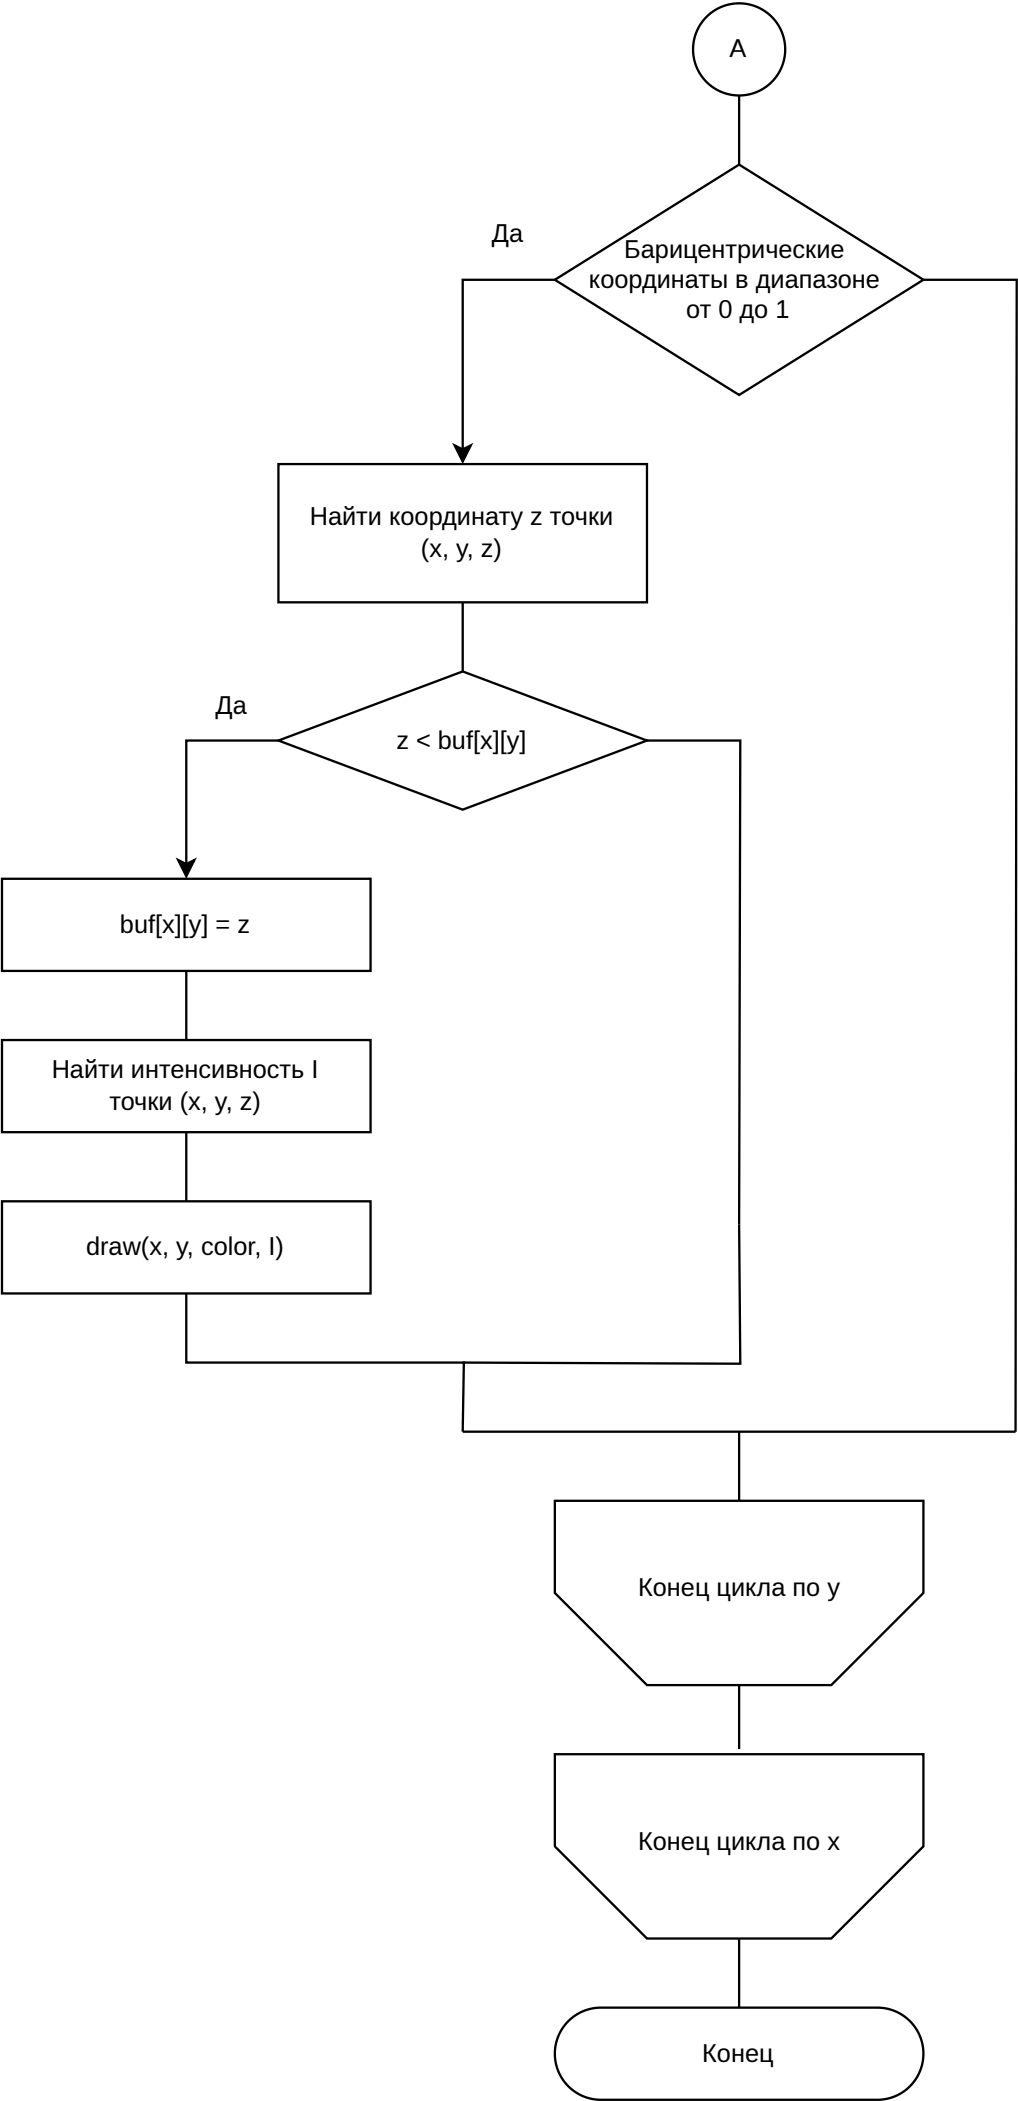 A
Да
Барицентрические
координаты в диапазоне
от 0 до 1
Найти координату z точки
(x, y, z)
Да
z < buf[x][y]
buf[x][y] = z
Найти интенсивность I
точки (x, y, z)
draw(x, y, color, I)
Конец цикла по y
Конец цикла по x
Конец